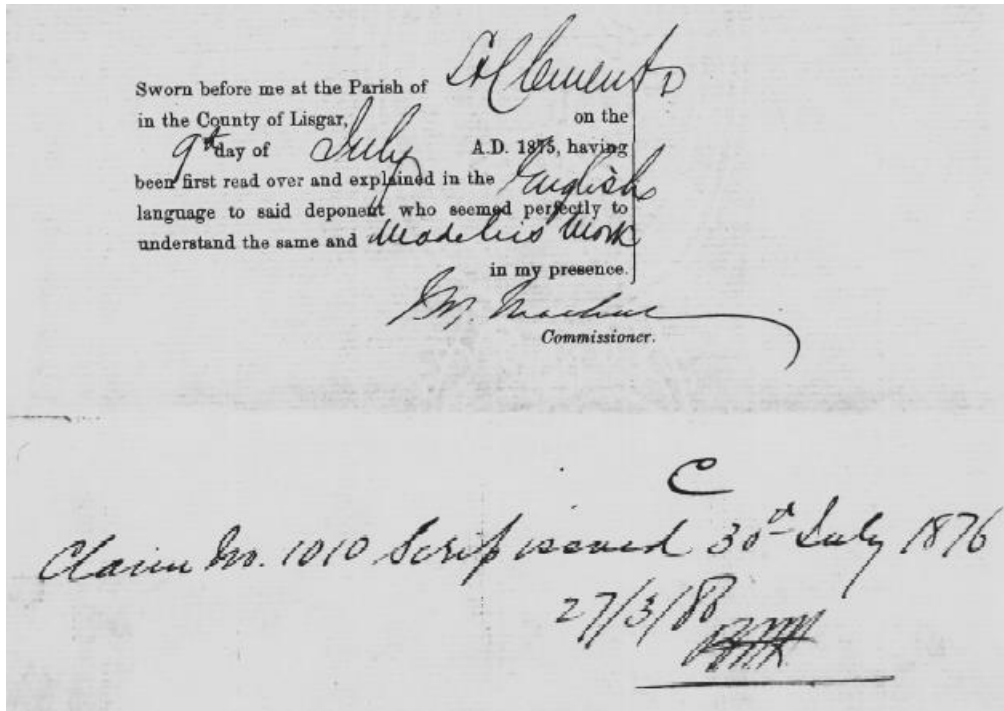 Sworn before me at the Parish of St Clements
in the County of Lisgar, on the
9th day of July A.D. 1875, having
been first read over and explained in the English
language to said deponent who seemed perfectly to
understand the same and Made his Mark
in my presence.
Commissioner.
C
Claim No. 1010 Scrip issued 30th July 1876
27/3/88